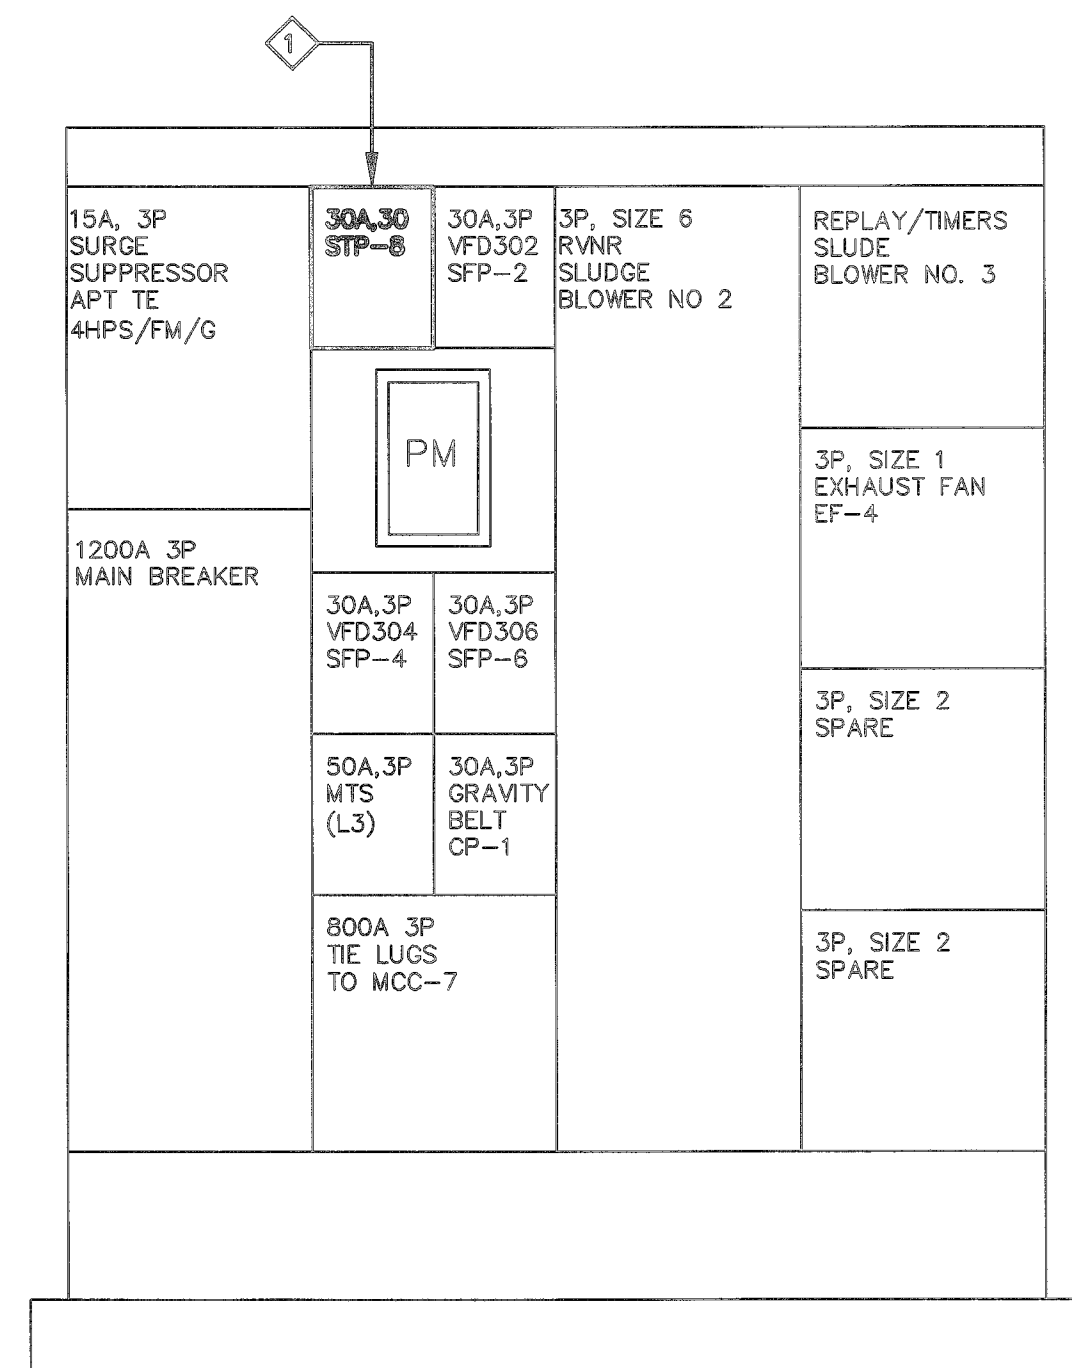 1
15A, 3P
SURGE
SUPPRESSOR
APT TE
4HPS/FM/G
30A,30
STP-8
30A,3P
VFD302
SFP-2
3P, SIZE 6
RVNR
SLUDGE
BLOWER NO 2
REPLAY/TIMERS
SLUDE
BLOWER NO. 3
PM
3P, SIZE 1
EXHAUST FAN
EF-4
1200A 3P
MAIN BREAKER
30A,3P
VFD304
SFP-4
30A,3P
VFD306
SFP-6
3P, SIZE 2
SPARE
50A,3P
MTS
(L3)
30A,3P
GRAVITY
BELT
CP-1
800A 3P
TIE LUGS
TO MCC-7
3P, SIZE 2
SPARE